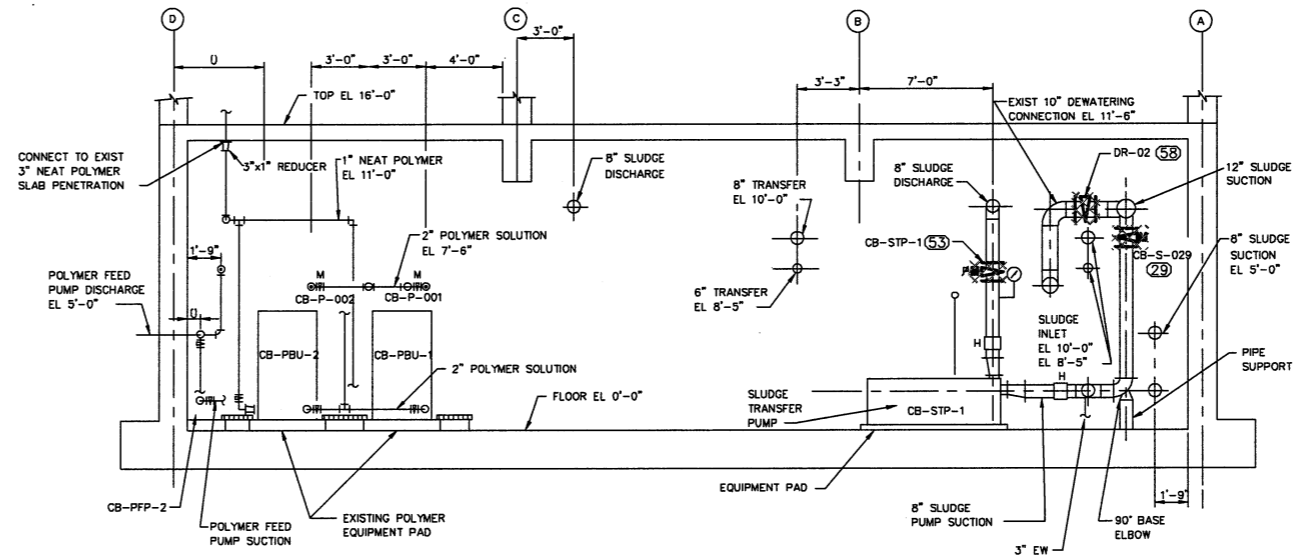 D
C
B
A
3'-0"
()
3'-0"
3'-0"
4'-0"
3'-3"
7'-0"
TOP EL 16'-0"
EXIST 10" DEWATERING
CONNECTION EL 11'-6"
CONNECT TO EXIST
3" NEAT POLYMER
SLAB PENETRATION
3"x1" REDUCER
1" NEAT POLYMER
EL 11'-0"
8" SLUDGE
DISCHARGE
8" TRANSFER
EL 10'-0"
8" SLUDGE
DISCHARGE
DR-02 58
12" SLUDGE
SUCTION
2" POLYMER SOLUTION
EL 7'-6"
1'-9"
CB-STP-1 53
CB-S-029
29
8" SLUDGE
SUCTION
EL 5'-0"
POLYMER FEED
PUMP DISCHARGE
EL 5'-0"
M
M
CB-P-002
CB-P-001
6" TRANSFER
EL 8'-5"
()
SLUDGE
INLET
EL 10'-0"
EL 8'-5"
CB-PBU-2
CB-PBU-1
H
H
PIPE
SUPPORT
2" POLYMER SOLUTION
FLOOR EL 0'-0"
SLUDGE
TRANSFER
PUMP
CB-STP-1
EQUIPMENT PAD
1'-9"
CB-PFP-2
POLYMER FEED
PUMP SUCTION
EXISTING POLYMER
EQUIPMENT PAD
8" SLUDGE
PUMP SUCTION
90° BASE
ELBOW
3" EW